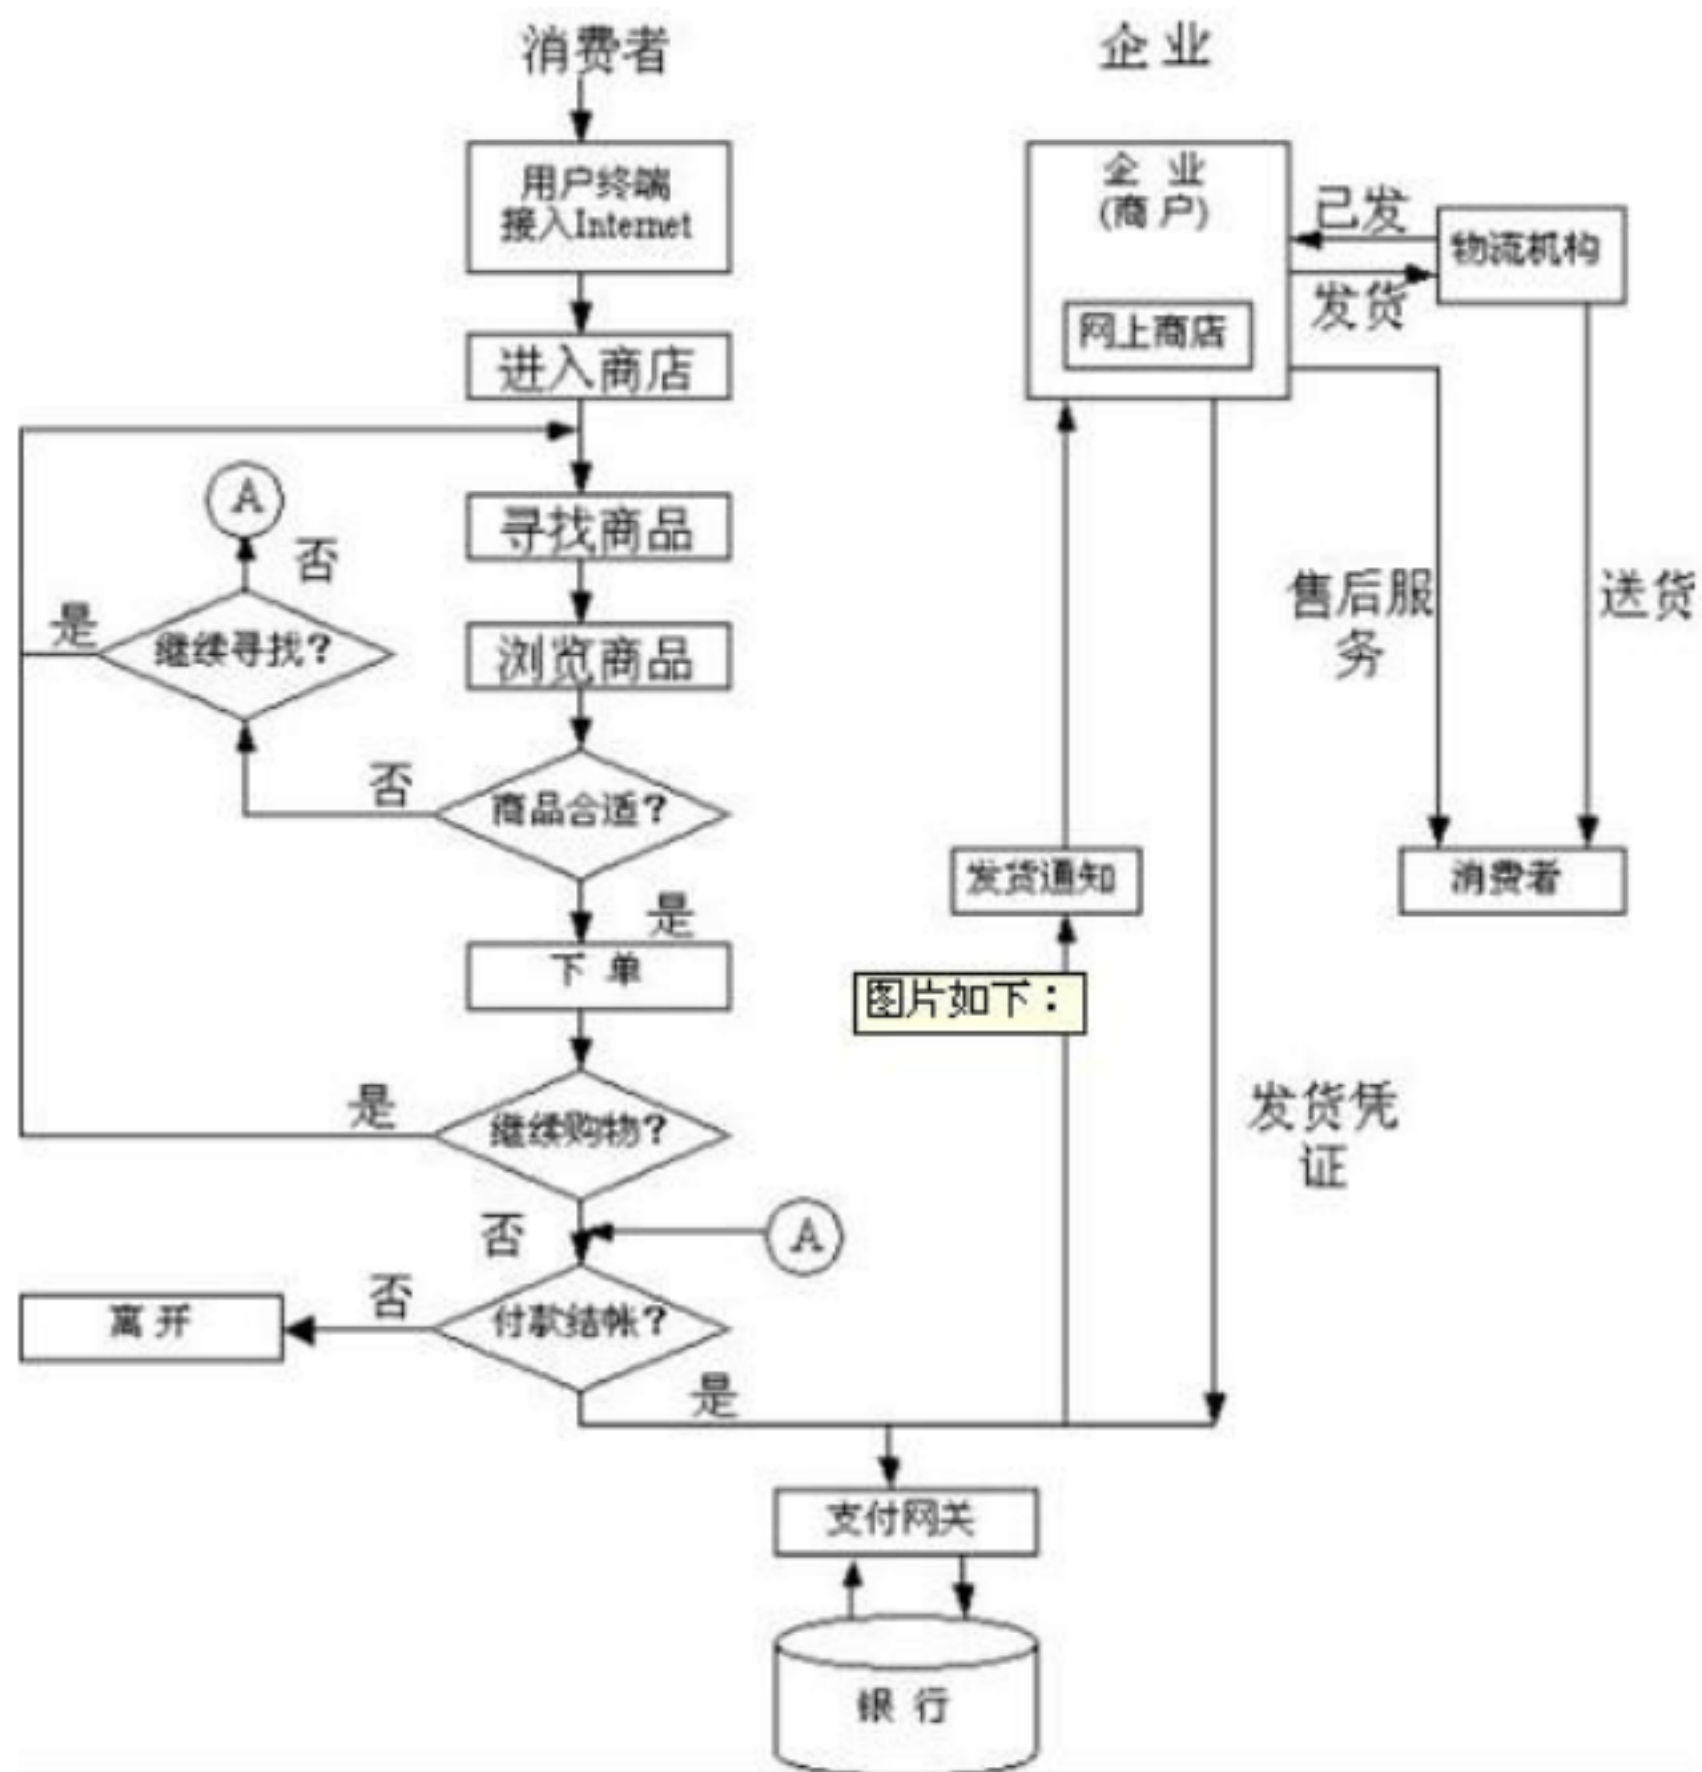 消费者
企业
用户终端
接入Internet
企 业
(商户)
已发
物流机构
发货
网上商店
进入商店
A
否
寻找商品
是
继续寻找？
浏览商品
售后服
务
送货
否
商品合适？
发货通知
消费者
是
下 单
图片如下：
是
继续购物？
发货凭
证
否
A
离 开
否
付款结帐？
是
支付网关
银 行